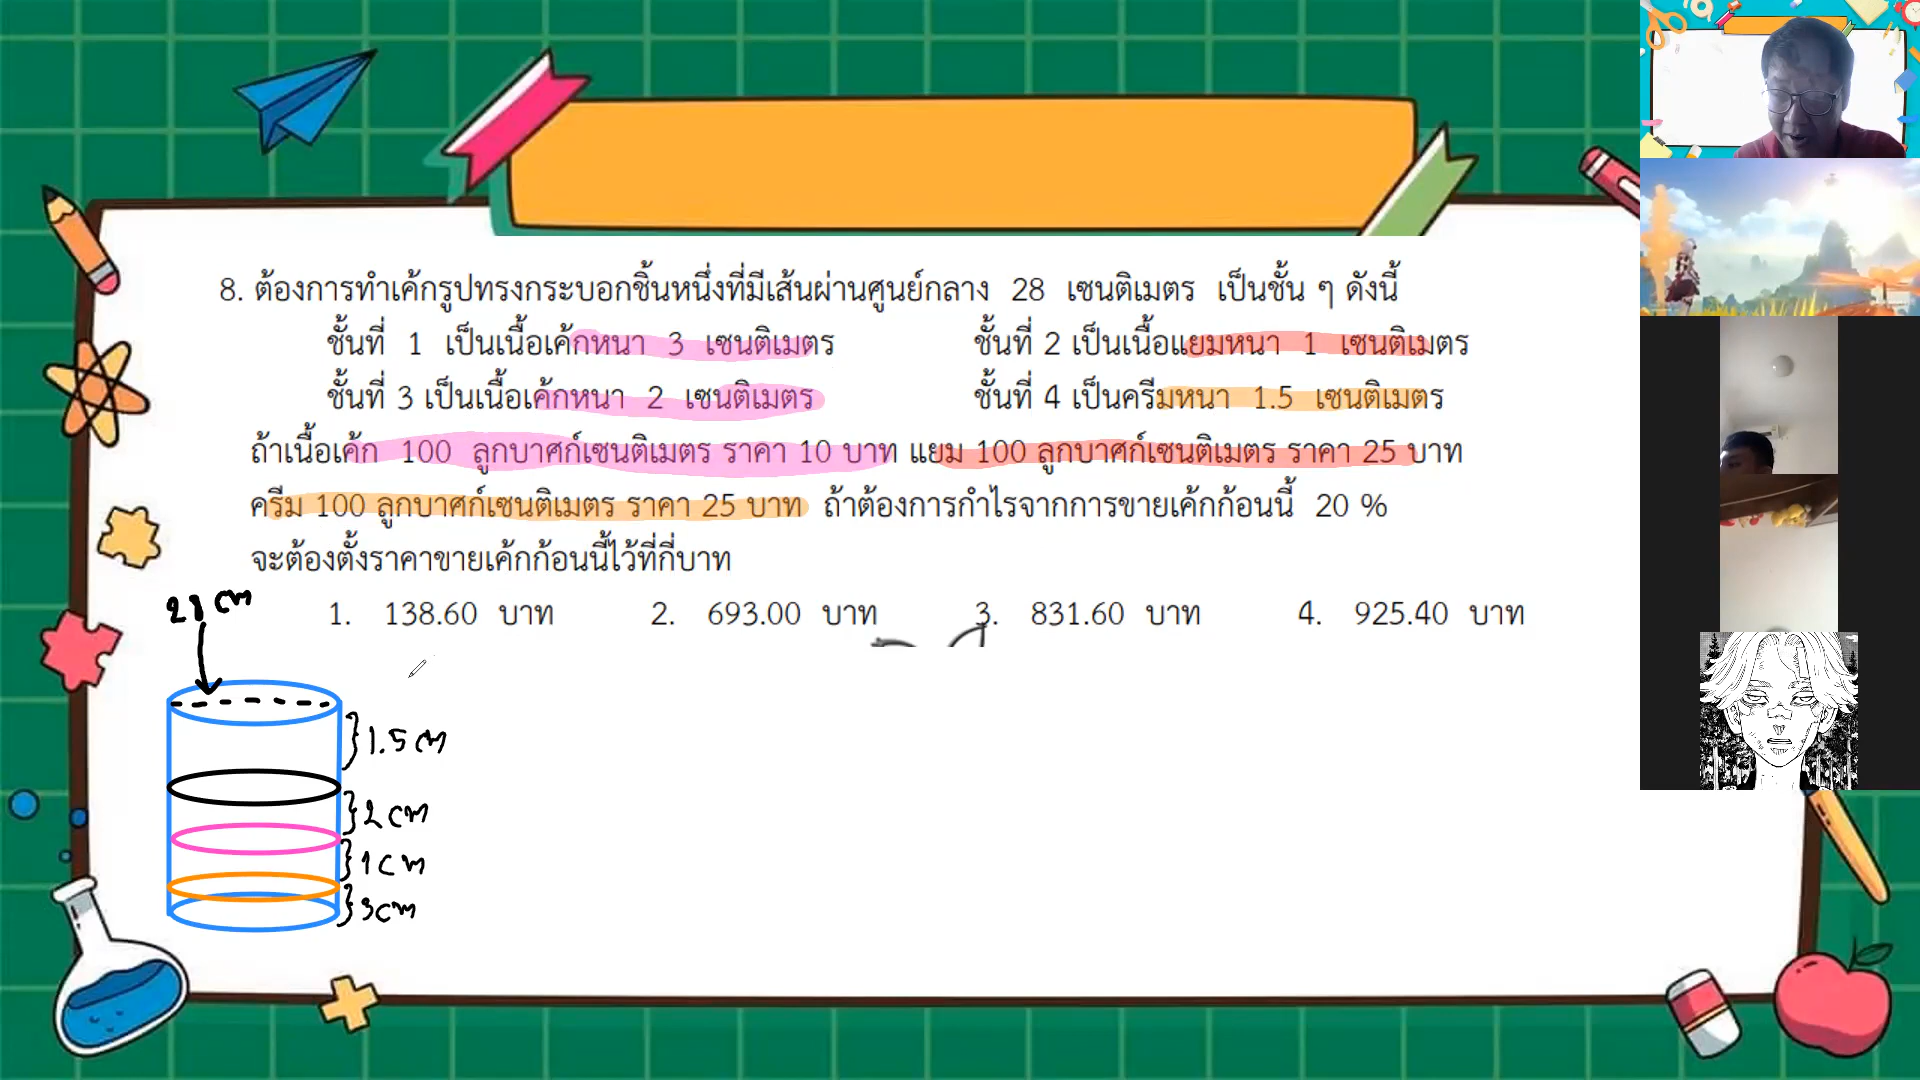 8. ต้องการทำเค้กรูปทรงกระบอกชิ้นหนึ่งที่มีเส้นผ่านศูนย์กลาง 28 เซนติเมตร เป็นชั้น ๆ ดังนี้
ชั้นที่ 1 เป็นเนื้อเค้กหนา 3 เซนติเมตร ชั้นที่ 2 เป็นเนื้อแยมหนา 1 เซนติเมตร
ชั้นที่ 3 เป็นเนื้อเค้กหนา 2 เซนติเมตร ชั้นที่ 4 เป็นครีมหนา 1.5 เซนติเมตร
ถ้าเนื้อเค้ก 100 ลูกบาศก์เซนติเมตร ราคา 10 บาท แยม 100 ลูกบาศก์เซนติเมตร ราคา 25 บาท
ครีม 100 ลูกบาศก์เซนติเมตร ราคา 25 บาท ถ้าต้องการกำไรจากการขายเค้กก้อนนี้ 20 %
จะต้องตั้งราคาขายเค้กก้อนนี้ไว้ที่กี่บาท
1. 138.60 บาท 2. 693.00 บาท 3. 831.60 บาท 4. 925.40 บาท
28 cm
1.5 cm
2 cm
1 cm
3 cm